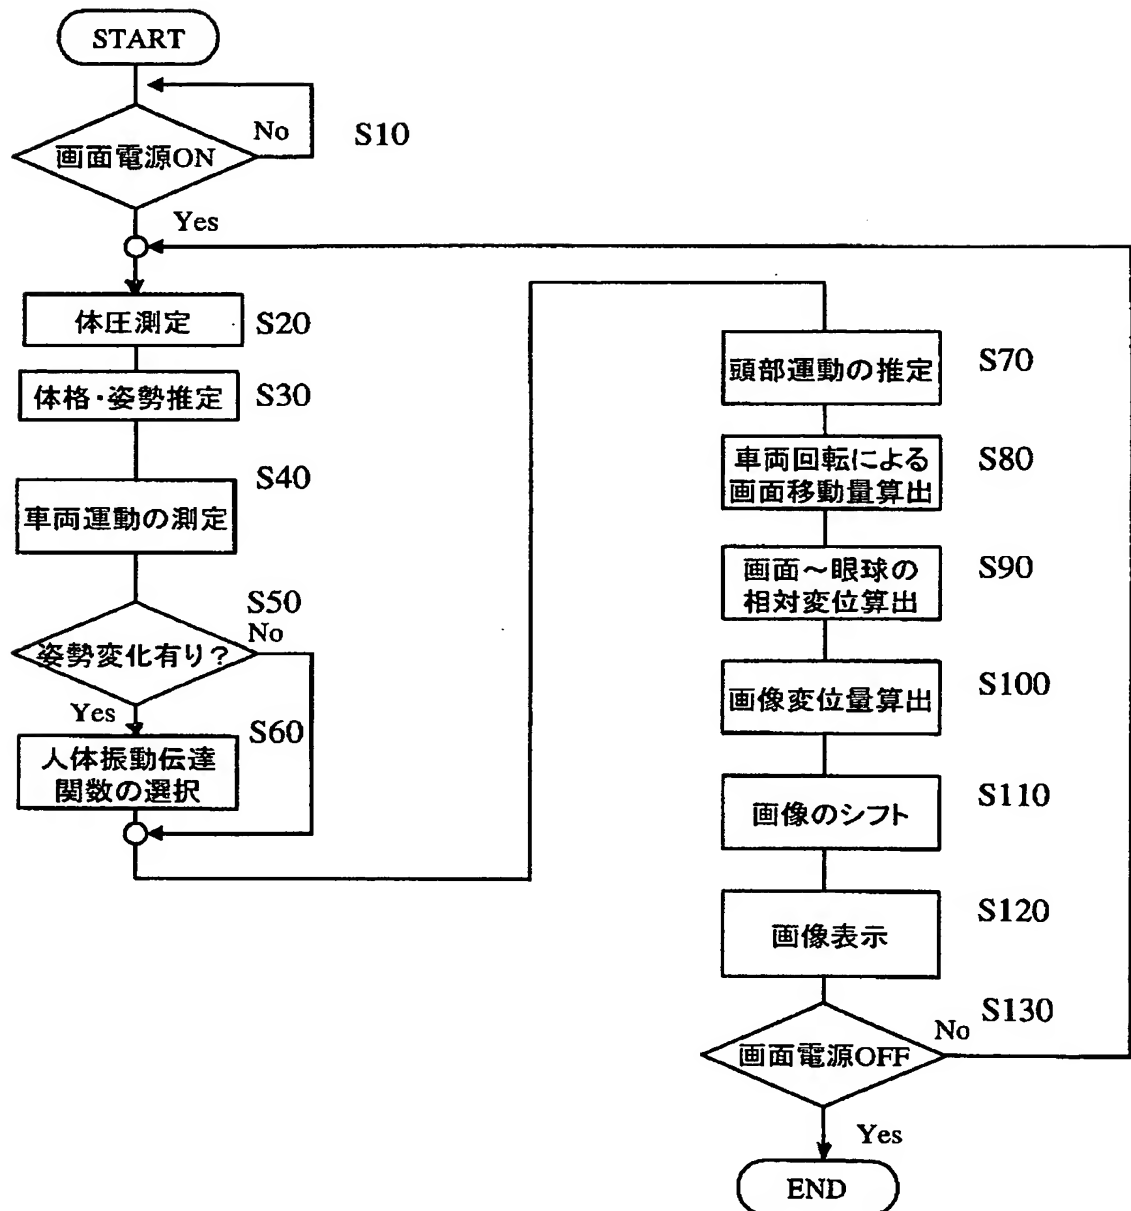 START
No
S10
画面電源ON
Yes
体圧測定
S20
体格・姿勢推定
S30
S40
車両運動の測定
S50
No
姿勢変化有り?
Yes
S60
人体振動伝達
関数の選択
頭部運動の推定
S70
車両回転による
画面移動量算出
S80
画面～眼球の
相対変位算出
S90
画像変位量算出
S100
画像のシフト
S110
画像表示
S120
S130
No
画面電源OFF
Yes
END